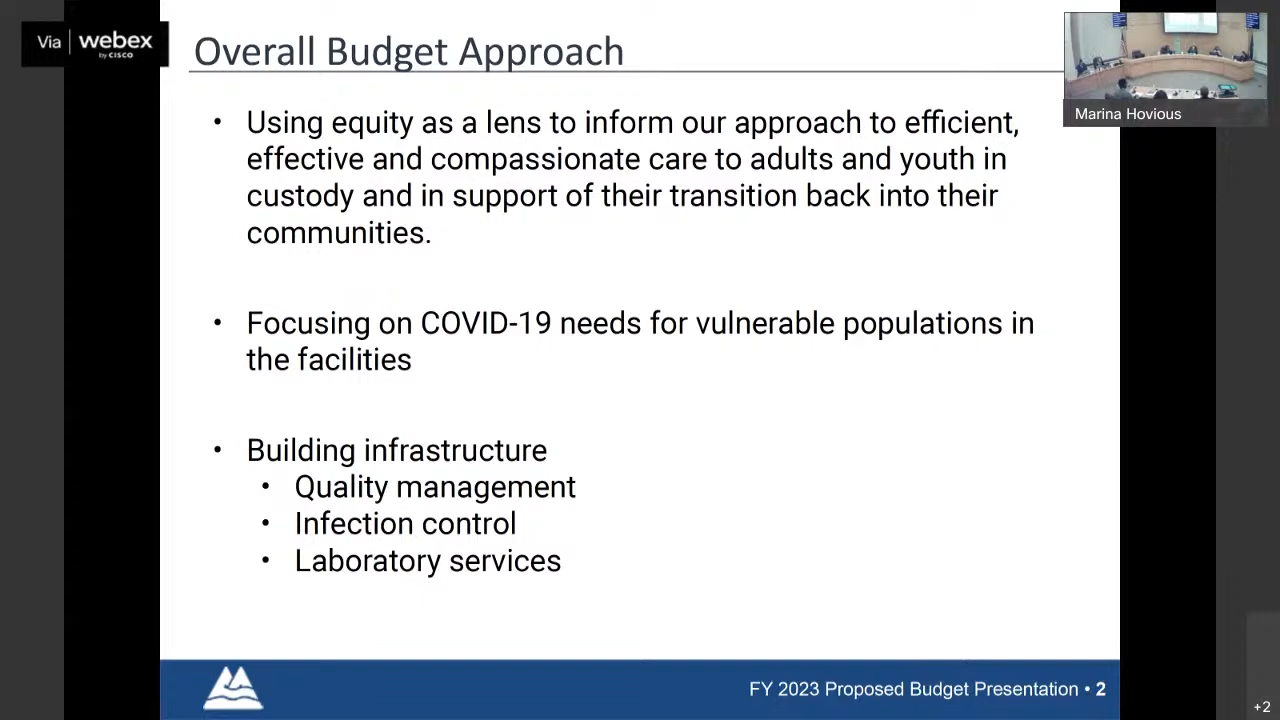 Via webex
by CISCO
Overall Budget Approach
Marina Hovious
• Using equity as a lens to inform our approach to efficient,
effective and compassionate care to adults and youth in
custody and in support of their transition back into their
communities.
• Focusing on COVID-19 needs for vulnerable populations in
the facilities
• Building infrastructure
• Quality management
• Infection control
• Laboratory services
FY 2023 Proposed Budget Presentation • 2
+2